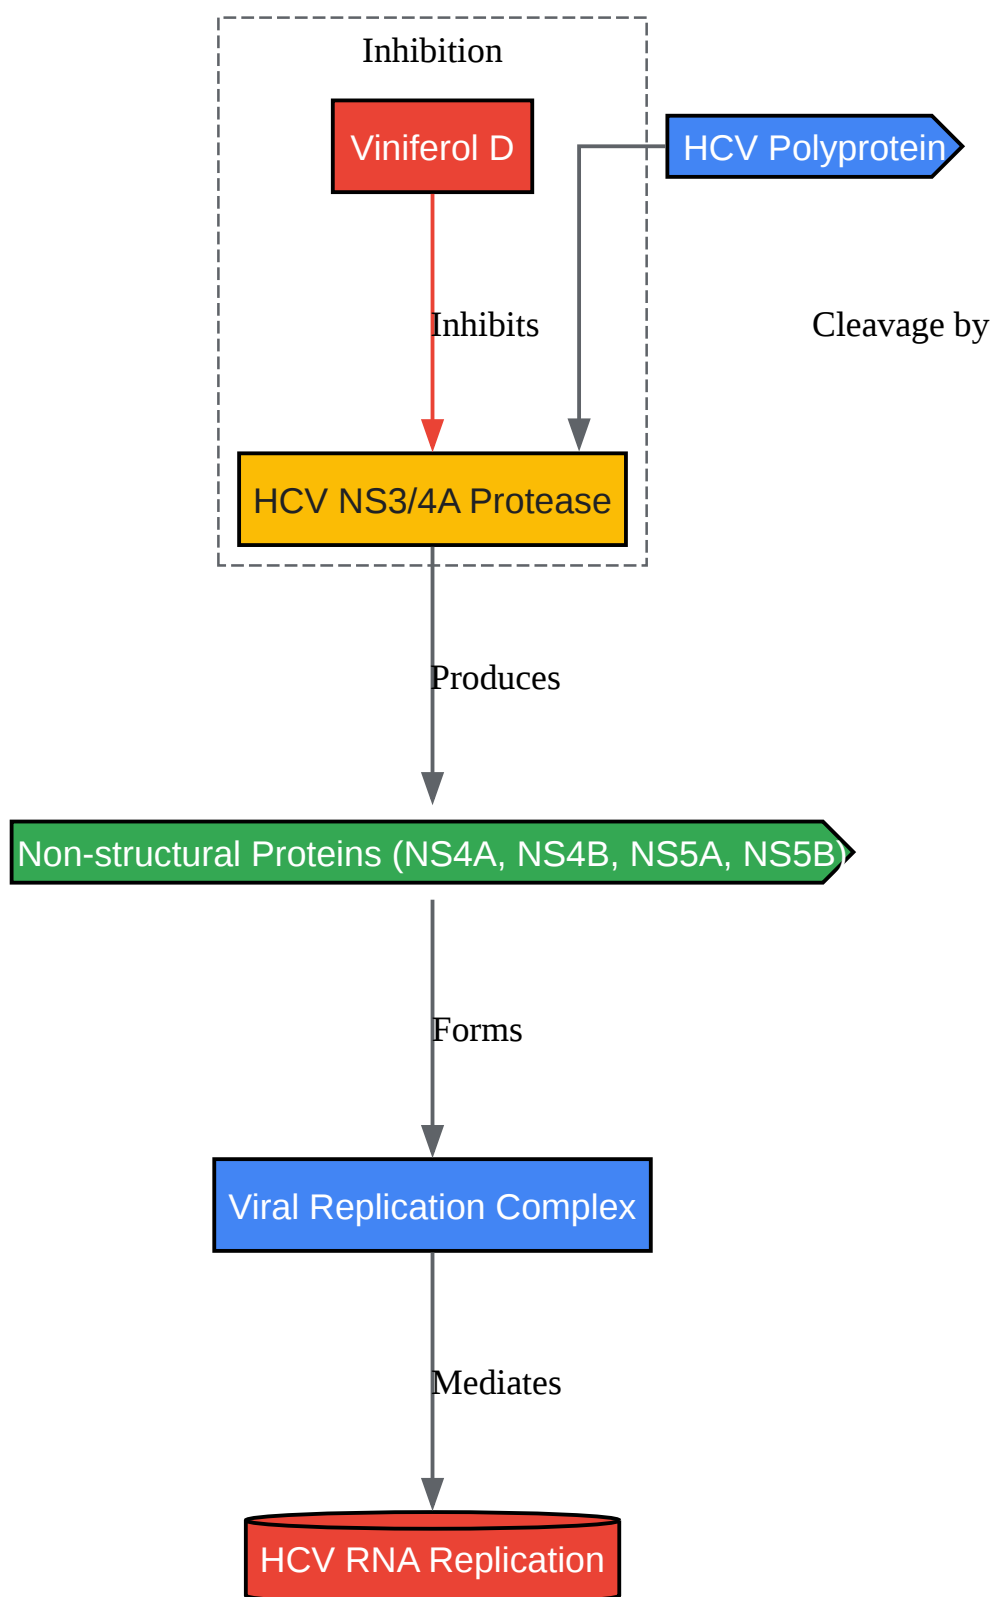 Inhibition
Viniferol D
HCV Polyprotein
Inhibits
Cleavage by
HCV NS3/4A Protease
Produces
Non-structural Proteins (NS4A, NS4B, NS5A, NS5B)
Forms
Viral Replication Complex
Mediates
HCV RNA Replication